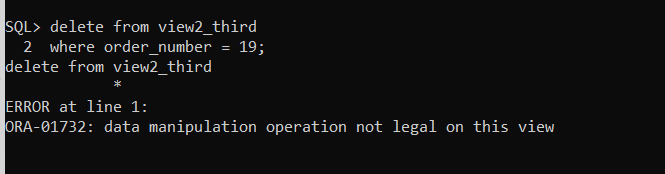 SQL> delete from view2_third
  2  where order_number = 19;
delete from view2_third
            *
ERROR at line 1:
ORA-01732: data manipulation operation not legal on this view